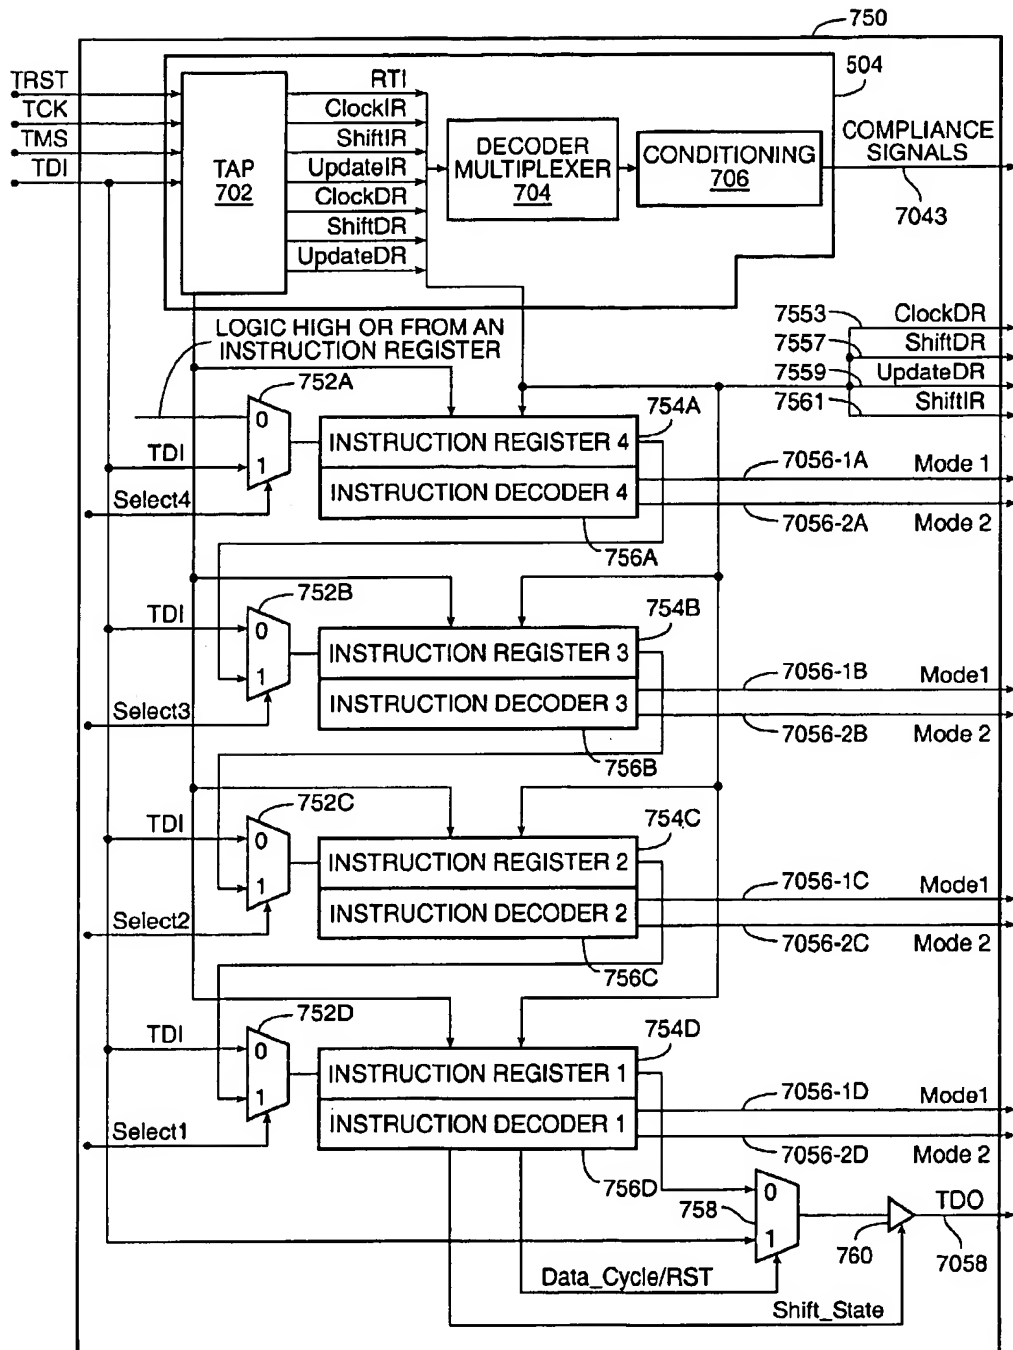 750
TRST
TCK
TMS
TDI
TAP
702
RTI
ClockIR
ShiftIR
UpdateIR
ClockDR
ShiftDR
UpdateDR
DECODER
MULTIPLEXER
704
CONDITIONING
706
504
COMPLIANCE
SIGNALS
7043
LOGIC HIGH OR FROM AN
INSTRUCTION REGISTER
7553
ClockDR
7557
ShiftDR
7559
UpdateDR
7561
ShiftIR
752A
0
1
TDI
Select4
INSTRUCTION REGISTER 4
INSTRUCTION DECODER 4
754A
756A
7056-1A
Mode 1
7056-2A
Mode 2
752B
TDI
0
1
Select3
INSTRUCTION REGISTER 3
INSTRUCTION DECODER 3
754B
756B
7056-1B
Mode1
7056-2B
Mode 2
752C
TDI
0
1
Select2
INSTRUCTION REGISTER 2
INSTRUCTION DECODER 2
754C
756C
7056-1C
Mode1
7056-2C
Mode 2
752D
TDI
0
1
Select1
INSTRUCTION REGISTER 1
INSTRUCTION DECODER 1
754D
756D
7056-1D
Mode1
7056-2D
Mode 2
758
0
1
760
TDO
7058
Data_Cycle/RST
Shift_State